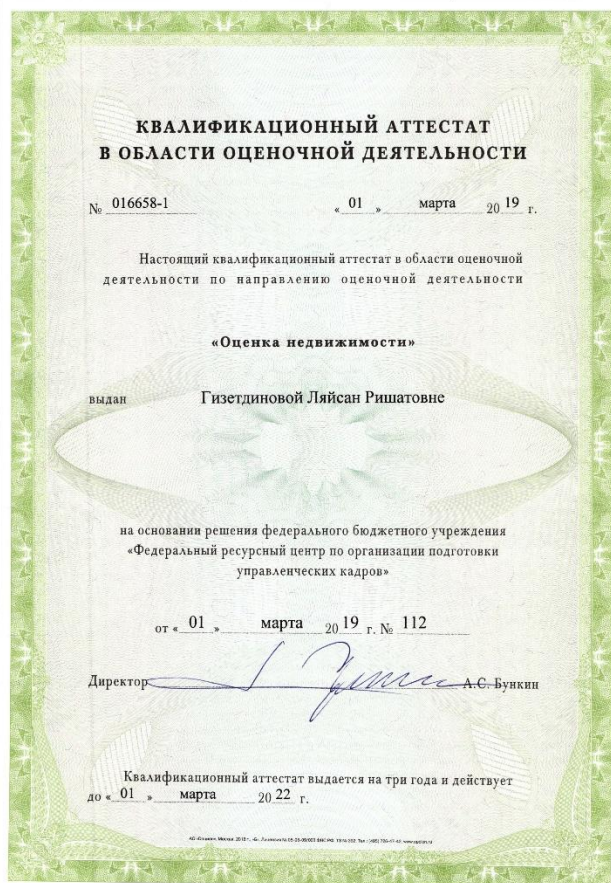 КВАЛИФИКАЦИОННЫЙ АТТЕСТАТ
В ОБЛАСТИ ОЦЕНОЧНОЙ ДЕЯТЕЛЬНОСТИ
№ 016658-1 « 01 » марта 20 19 г.
Настоящий квалификационный аттестат в области оценочной
деятельности по направлению оценочной деятельности
«Оценка недвижимости»
выдан Гизетдиновой Ляйсан Ришатовне
на основании решения федерального бюджетного учреждения
«Федеральный ресурсный центр по организации подготовки
управленческих кадров»
от « 01 » марта 20 19 г. № 112
Директор А.С. Бункин
Квалификационный аттестат выдается на три года и действует
до « 01 » марта 20 22 г.